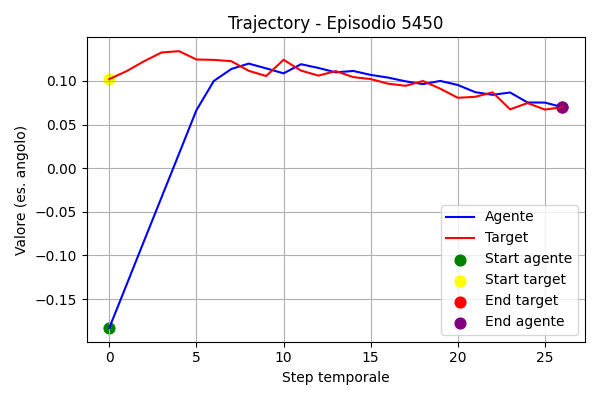 Trajectory - Episodio 5450
Valore (es. angolo)
0.10
0.05
0.00
−0.05
−0.10
−0.15
0 5 10 15 20 25
Step temporale
Agente
Target
Start agente
Start target
End target
End agente